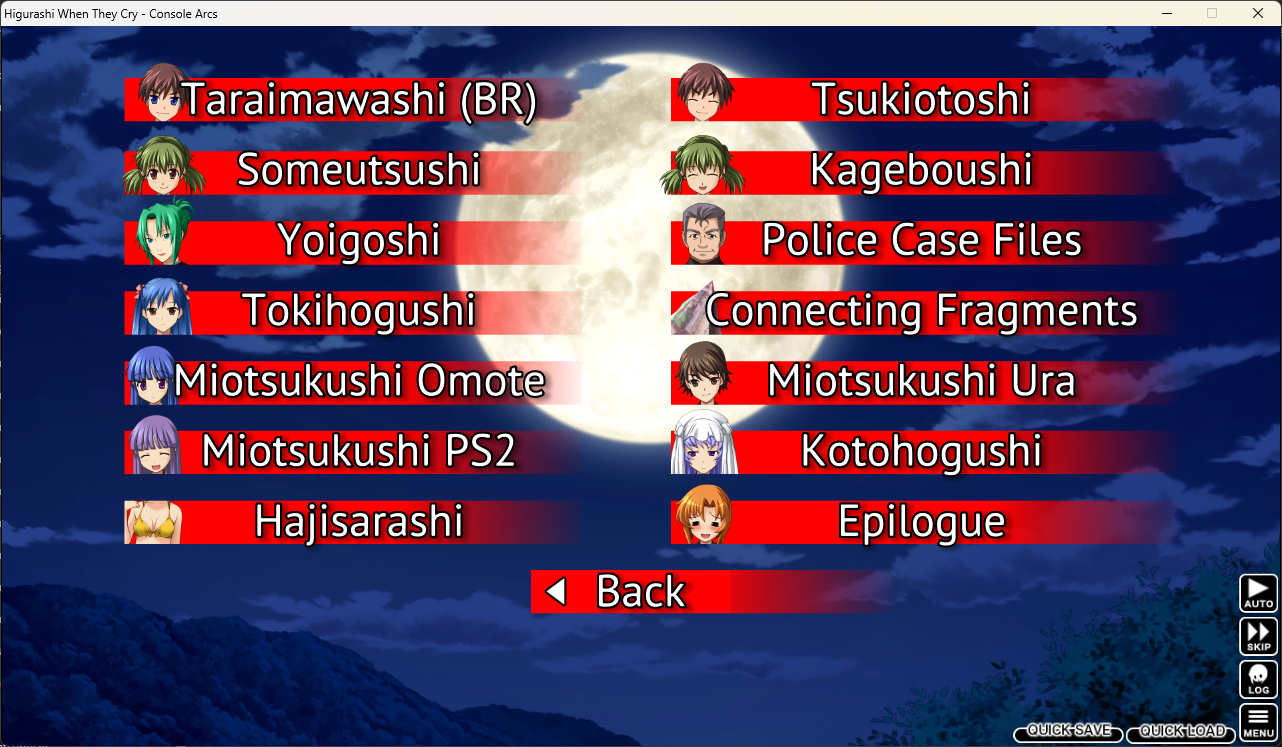 Higurashi When They Cry - Console Arcs
Taraimawashi (BR)
Tsukiotoshi
Someutsushi
Kageboushi
Yoigoshi
Police Case Files
Tokihogushi
Connecting Fragments
Miotsukushi Omote
Miotsukushi Ura
Miotsukushi PS2
Kotohogushi
Hajisarashi
Epilogue
Back
AUTO
SKIP
LOG
MENU
QUICK SAVE
QUICK LOAD